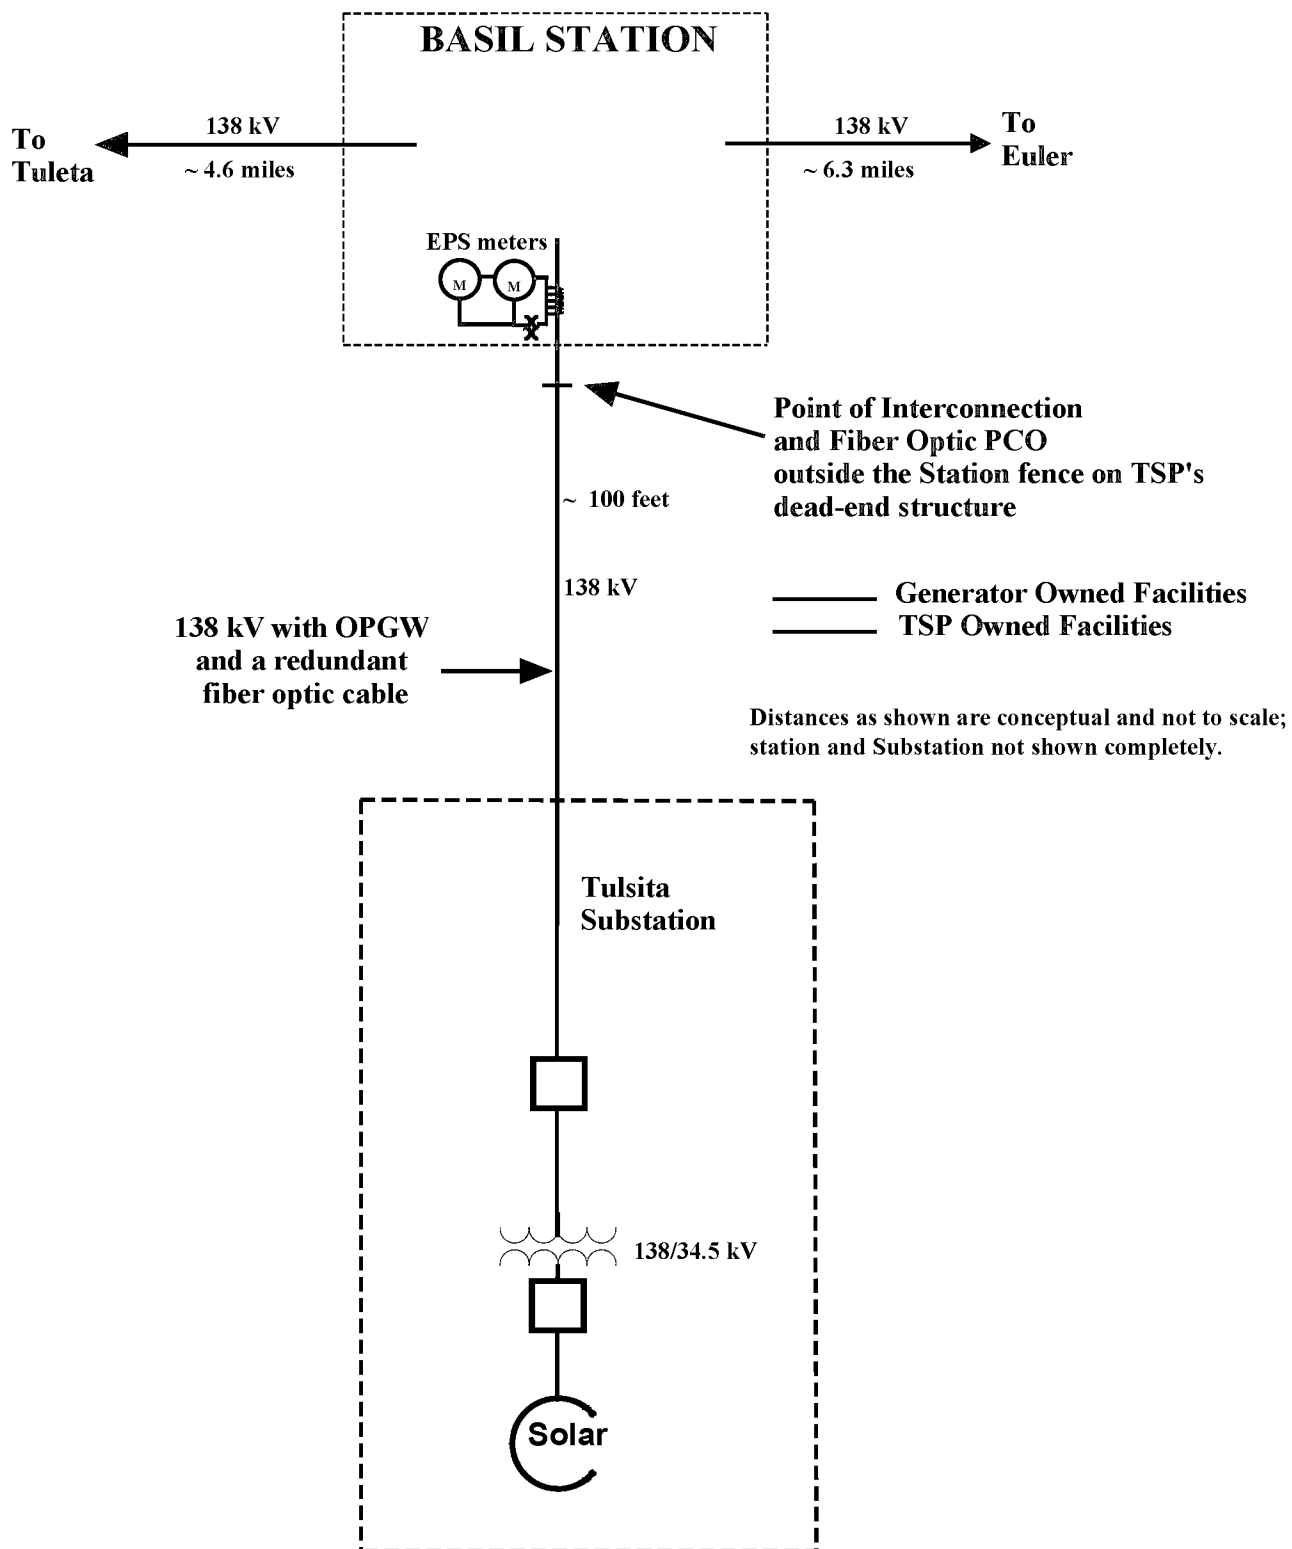 BASIL STATION
To
Tuleta
138 kV
~ 4.6 miles
138 kV
~ 6.3 miles
To
Euler
EPS meters
M M
Point of Interconnection
and Fiber Optic PCO
outside the Station fence on TSP's
dead-end structure
~ 100 feet
138 kV
Generator Owned Facilities
TSP Owned Facilities
138 kV with OPGW
and a redundant
fiber optic cable
Distances as shown are conceptual and not to scale;
station and Substation not shown completely.
Tulsita
Substation
138/34.5 kV
Solar